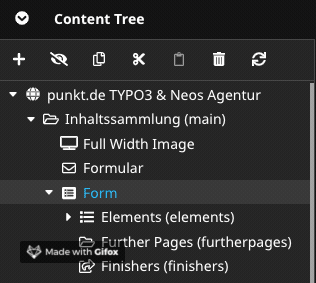 Content Tree
punkt.de TYPO3 & Neos Agentur
Inhaltssammlung (main)
Full Width Image
Formular
Form
Elements (elements)
Further Pages (furtherpages)
Made with Gifox
Finishers (finishers)